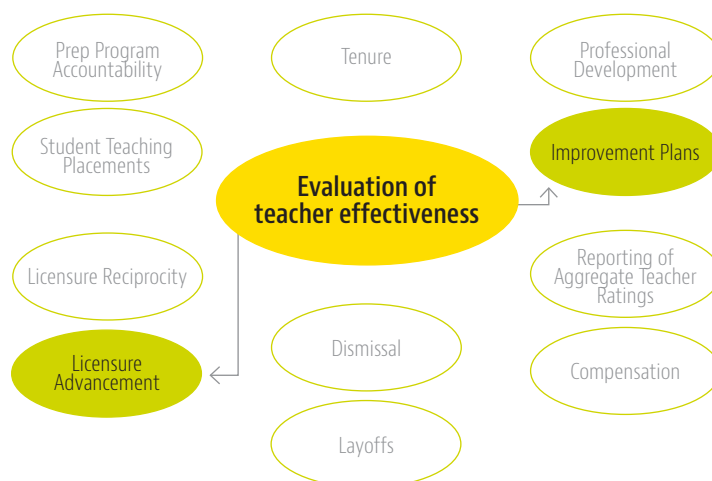 Prep Program
Accountability
Tenure
Professional
Development
Student Teaching
Placements
Improvement Plans
Evaluation of
teacher effectiveness
Licensure Reciprocity
Reporting of
Aggregate Teacher
Ratings
Licensure
Advancement
Dismissal
Compensation
Layoffs